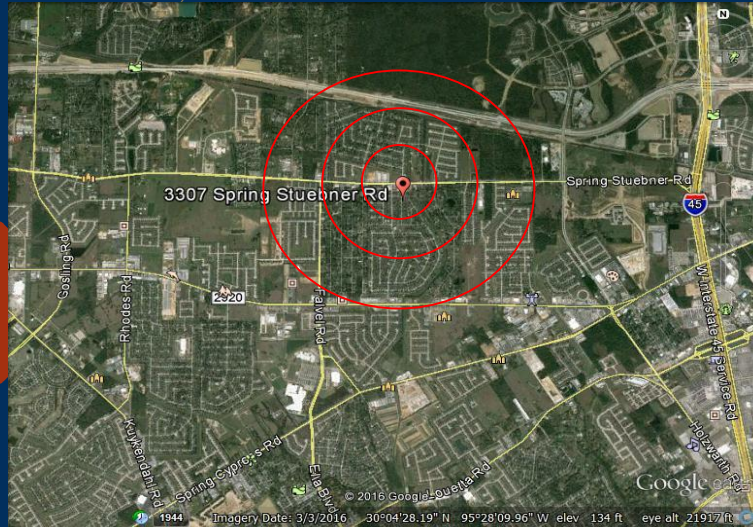 N
3307 Spring Stuebner Rd
Spring Stuebner Rd
45
Gosling Rd
Rhodes Rd
2920
Falvel Rd
W Interstate 45 Service Rd
Kuykendahl Rd
Spring Cypress Rd
Ella Blvd
Louetta Rd
Holzwarth Rd
Google earth
© 2016 Google
1944
Imagery Date: 3/3/2016 30°04'28.19" N 95°28'09.96" W elev 134 ft eye alt 21917 ft